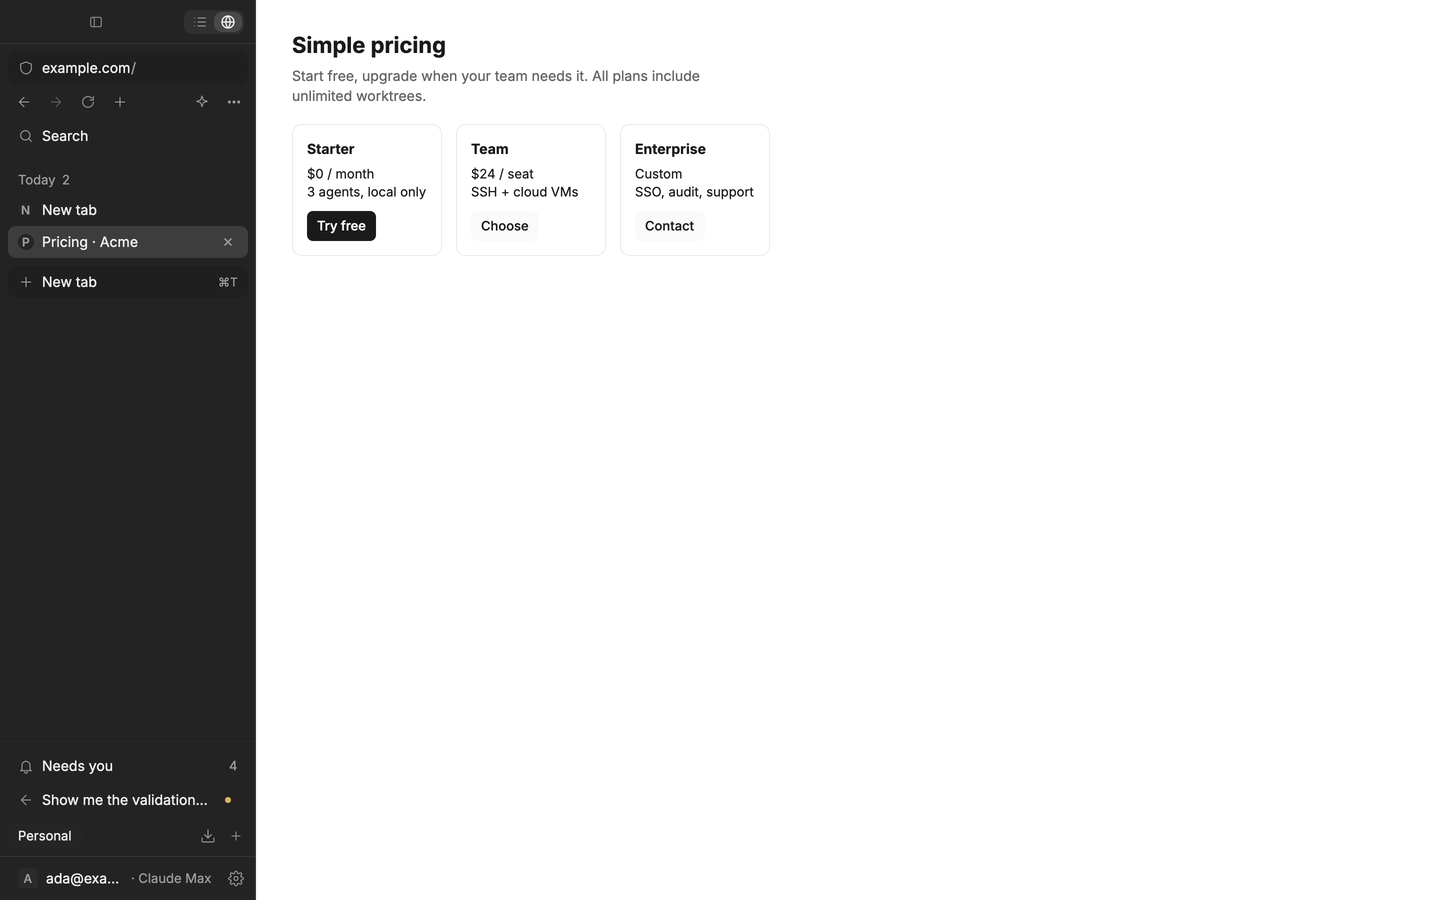 example.com/
Search
Today 2
N New tab
P Pricing · Acme
New tab ⌘T
Needs you 4
Show me the validation...
Personal
A ada@exa... · Claude Max
Simple pricing
Start free, upgrade when your team needs it. All plans include
unlimited worktrees.
Starter
$0 / month
3 agents, local only
Try free
Team
$24 / seat
SSH + cloud VMs
Choose
Enterprise
Custom
SSO, audit, support
Contact